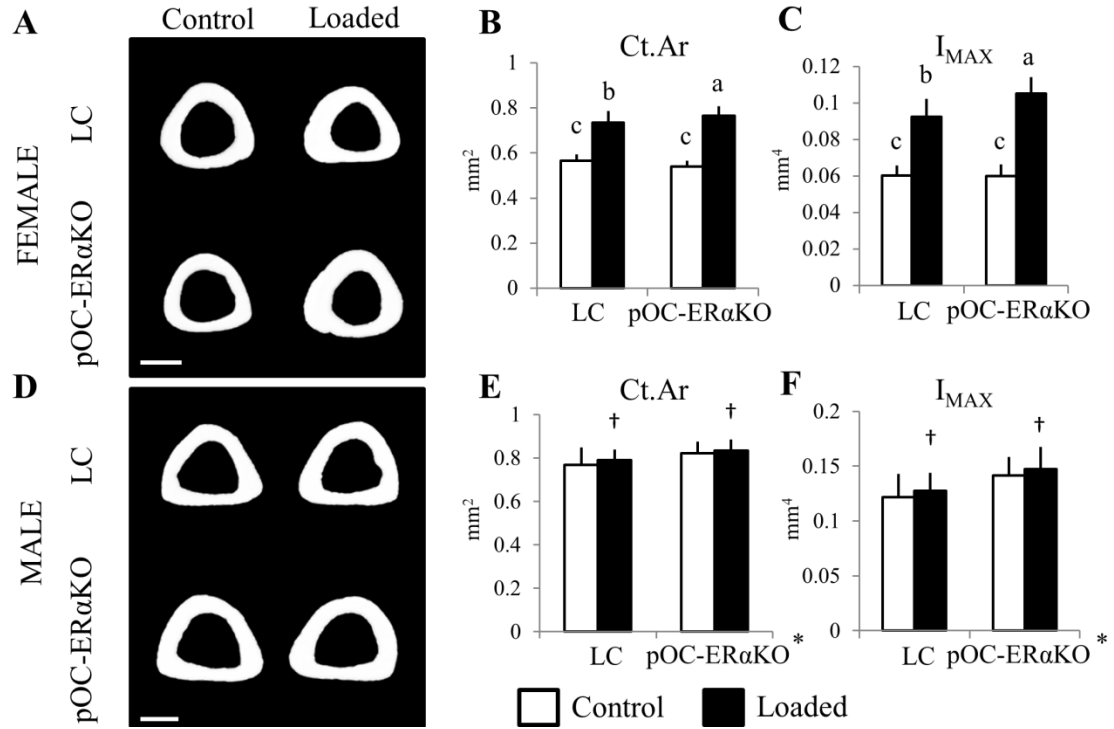 A
Control
Loaded
FEMALE
LC
pOC-ERαKO
B
Ct.Ar
mm²
1
0.8
0.6
0.4
0.2
0
c
b
c
a
LC
pOC-ERαKO
C
I_MAX
mm⁴
0.12
0.1
0.08
0.06
0.04
0.02
0
c
b
c
a
LC
pOC-ERαKO
D
MALE
LC
pOC-ERαKO
E
Ct.Ar
mm²
1
0.8
0.6
0.4
0.2
0
†
†
LC
pOC-ERαKO
*
F
I_MAX
mm⁴
0.2
0.15
0.1
0.05
0
†
†
LC
pOC-ERαKO
*
Control
Loaded